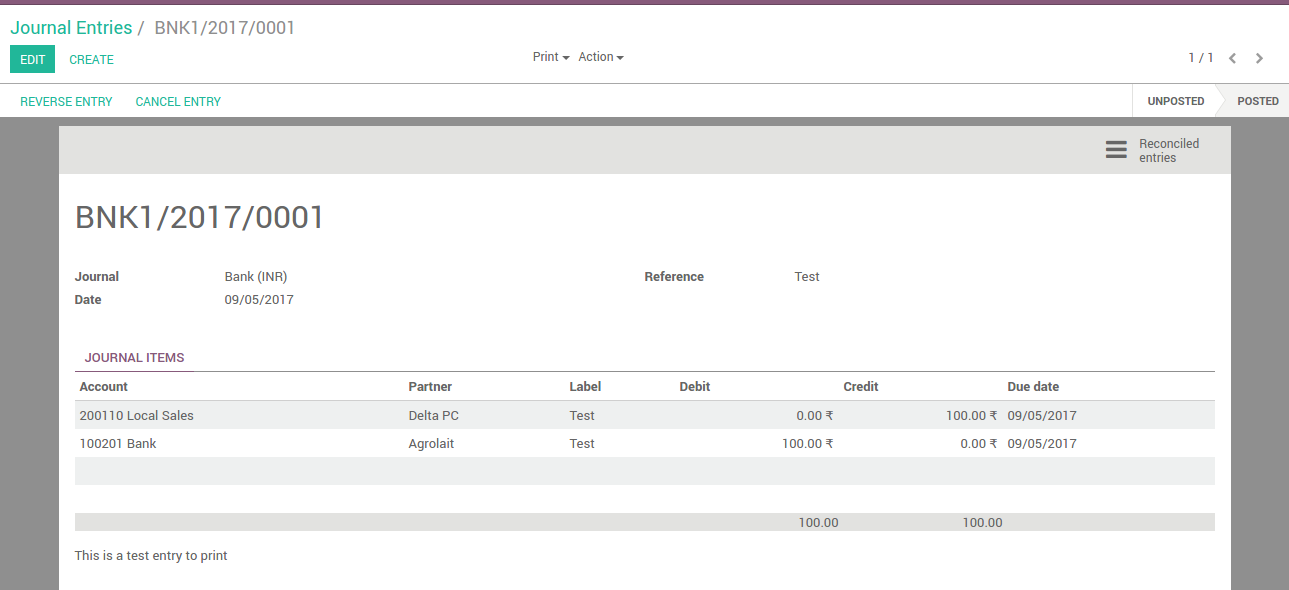 Journal Entries / BNK1/2017/0001
EDIT CREATE Print Action 1 / 1
REVERSE ENTRY CANCEL ENTRY UNPOSTED POSTED
Reconciled
entries
BNK1/2017/0001
Journal Bank (INR) Reference Test
Date 09/05/2017
JOURNAL ITEMS
Account Partner Label Debit Credit Due date
200110 Local Sales Delta PC Test 0.00 ₹ 100.00 ₹ 09/05/2017
100201 Bank Agrolait Test 100.00 ₹ 0.00 ₹ 09/05/2017
100.00 100.00
This is a test entry to print